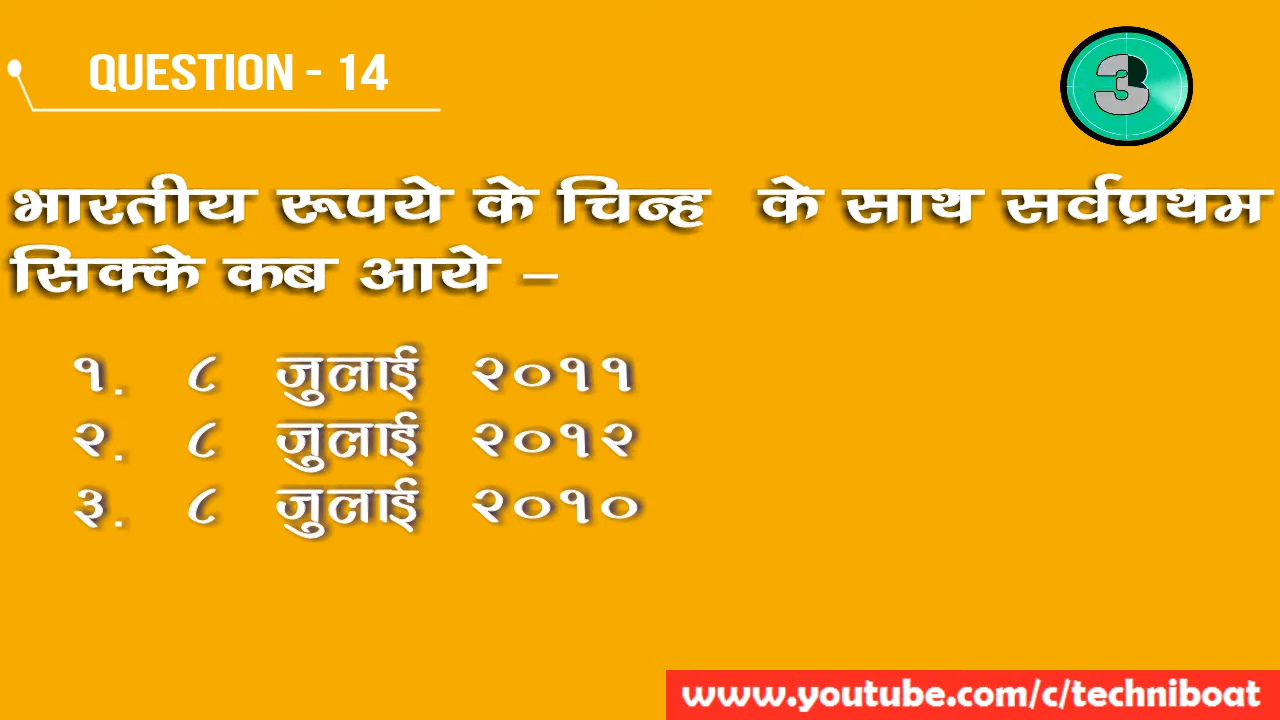 QUESTION - 14
3
भारतीय रूपये के चिन्ह के साथ सर्वप्रथम
सिक्के कब आये –
१. ८ जुलाई २०११
२. ८ जुलाई २०१२
३. ८ जुलाई २०१०
www.youtube.com/c/techniboat